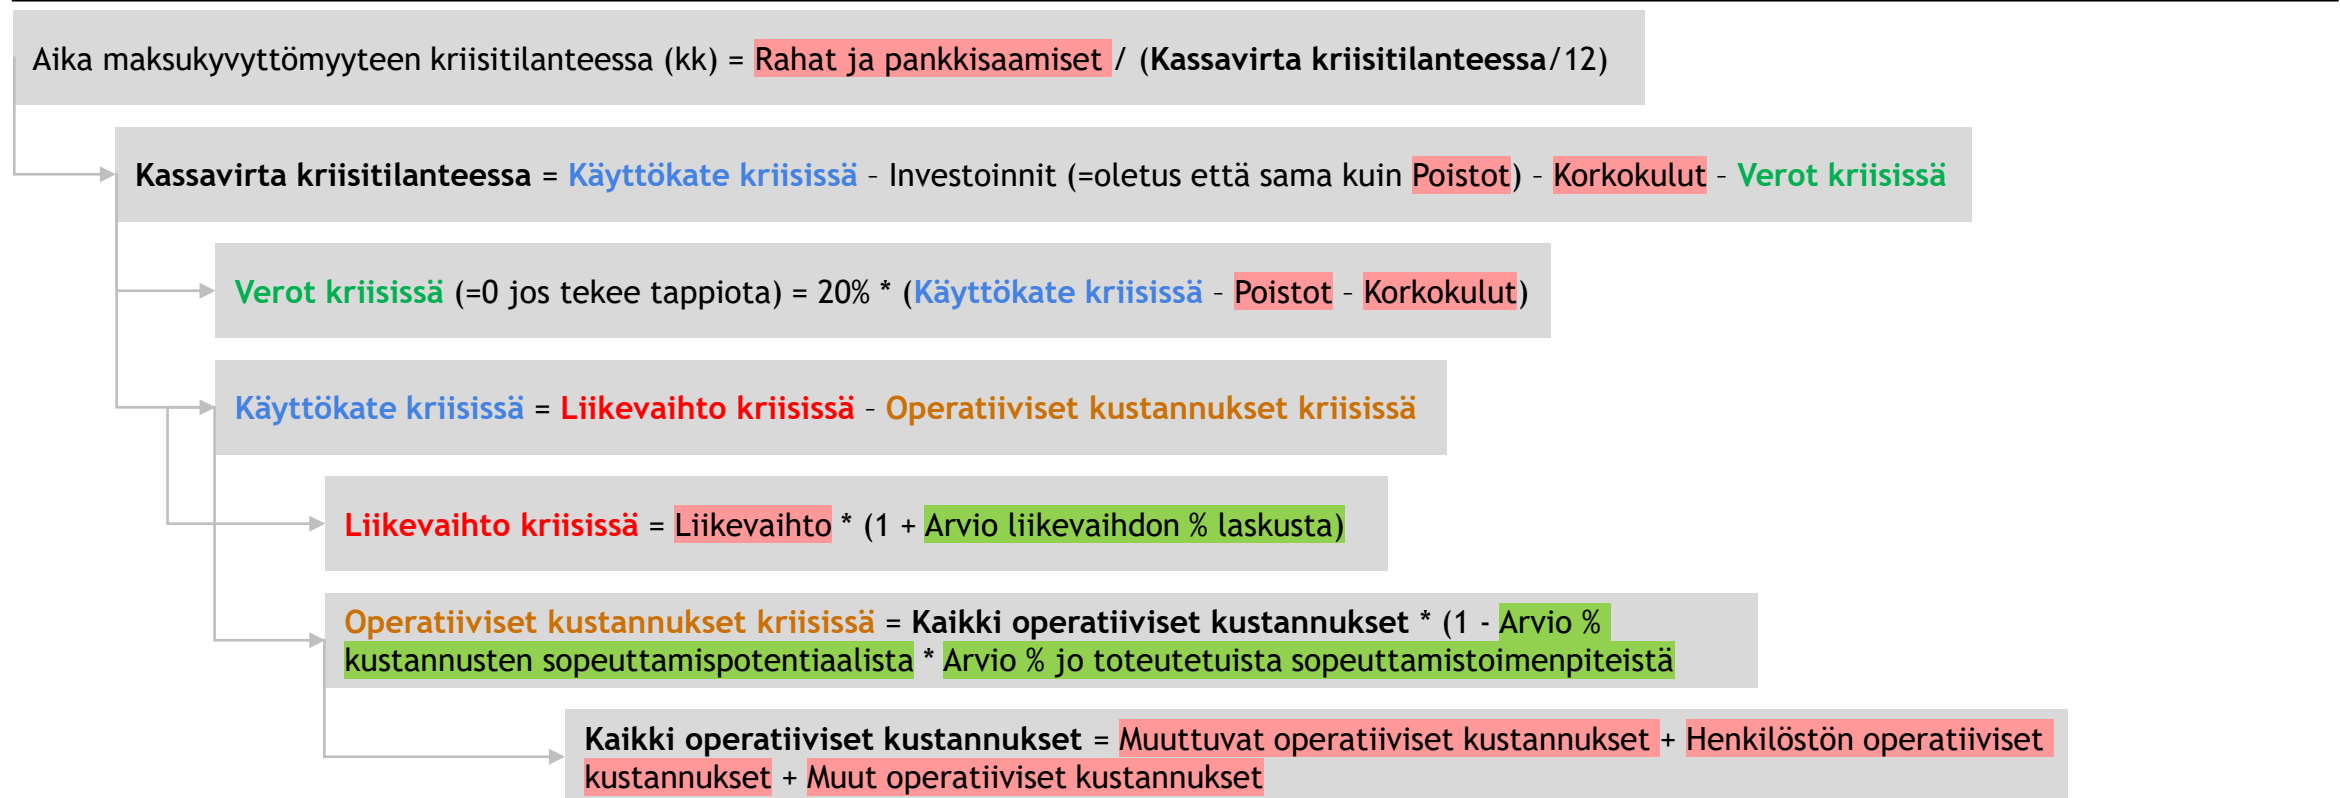 Aika maksukyvyttömyyteen kriisitilanteessa (kk) = Rahat ja pankkisaamiset / (Kassavirta kriisitilanteessa/12)
Kassavirta kriisitilanteessa = Käyttökate kriisissä – Investoinnit (=oletus että sama kuin Poistot) – Korkokulut – Verot kriisissä
Verot kriisissä (=0 jos tekee tappiota) = 20% * (Käyttökate kriisissä – Poistot – Korkokulut)
Käyttökate kriisissä = Liikevaihto kriisissä – Operatiiviset kustannukset kriisissä
Liikevaihto kriisissä = Liikevaihto * (1 + Arvio liikevaihdon % laskusta)
Operatiiviset kustannukset kriisissä = Kaikki operatiiviset kustannukset * (1 - Arvio %
kustannusten sopeuttamispotentiaalista * Arvio % jo toteutetuista sopeuttamistoimenpiteistä
Kaikki operatiiviset kustannukset = Muuttuvat operatiiviset kustannukset + Henkilöstön operatiiviset
kustannukset + Muut operatiiviset kustannukset